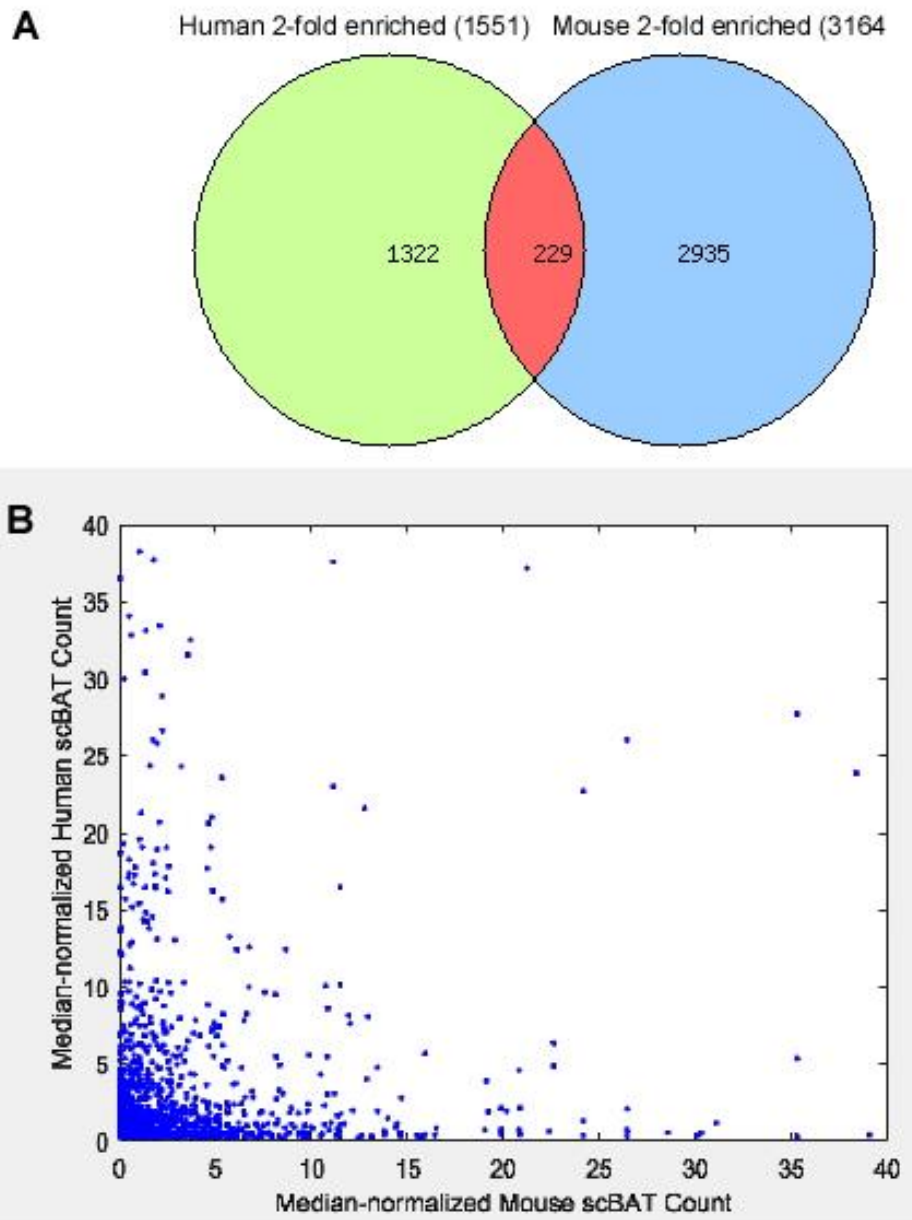 A
Human 2-fold enriched (1551)
Mouse 2-fold enriched (3164
1322
229
2935
B
Median-normalized Human scBAT Count
40
35
30
25
20
15
10
5
0
0 5 10 15 20 25 30 35 40
Median-normalized Mouse scBAT Count